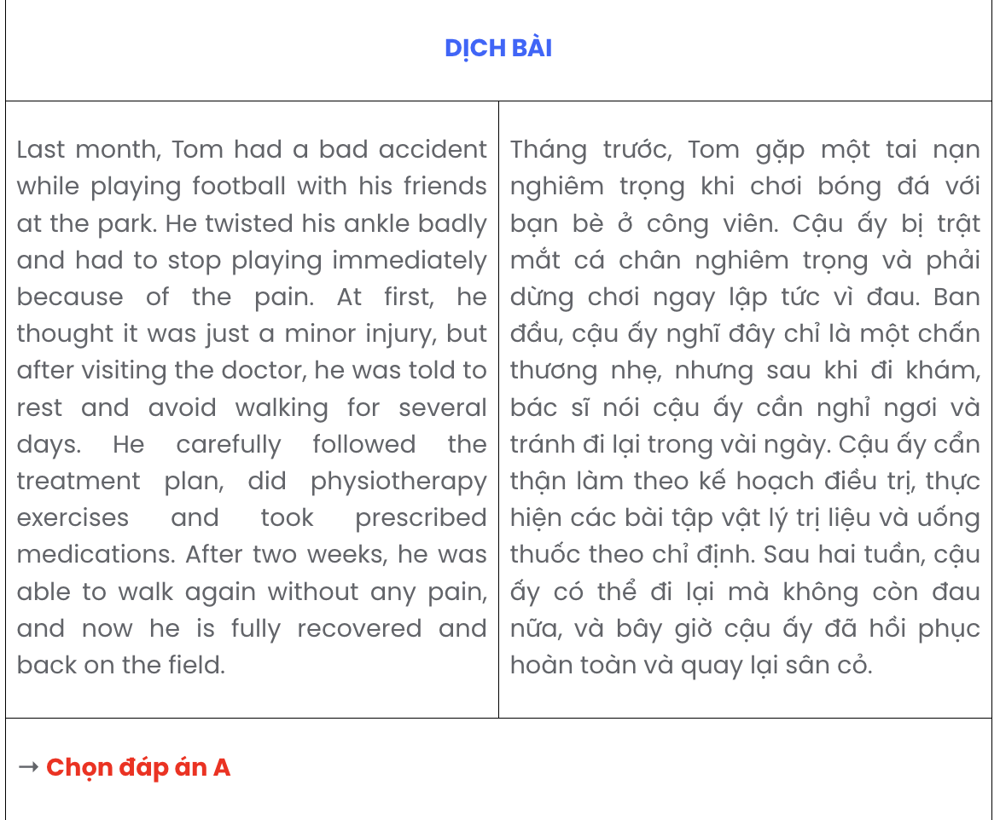 DỊCH BÀI
Last month, Tom had a bad accident
while playing football with his friends
at the park. He twisted his ankle badly
and had to stop playing immediately
because of the pain. At first, he
thought it was just a minor injury, but
after visiting the doctor, he was told to
rest and avoid walking for several
days. He carefully followed the
treatment plan, did physiotherapy
exercises and took prescribed
medications. After two weeks, he was
able to walk again without any pain,
and now he is fully recovered and
back on the field.
Tháng trước, Tom gặp một tai nạn
nghiêm trọng khi chơi bóng đá với
bạn bè ở công viên. Cậu ấy bị trật
mắt cá chân nghiêm trọng và phải
dừng chơi ngay lập tức vì đau. Ban
đầu, cậu ấy nghĩ đây chỉ là một chấn
thương nhẹ, nhưng sau khi đi khám,
bác sĩ nói cậu ấy cần nghỉ ngơi và
tránh đi lại trong vài ngày. Cậu ấy cẩn
thận làm theo kế hoạch điều trị, thực
hiện các bài tập vật lý trị liệu và uống
thuốc theo chỉ định. Sau hai tuần, cậu
ấy có thể đi lại mà không còn đau
nữa, và bây giờ cậu ấy đã hồi phục
hoàn toàn và quay lại sân cỏ.
→ Chọn đáp án A